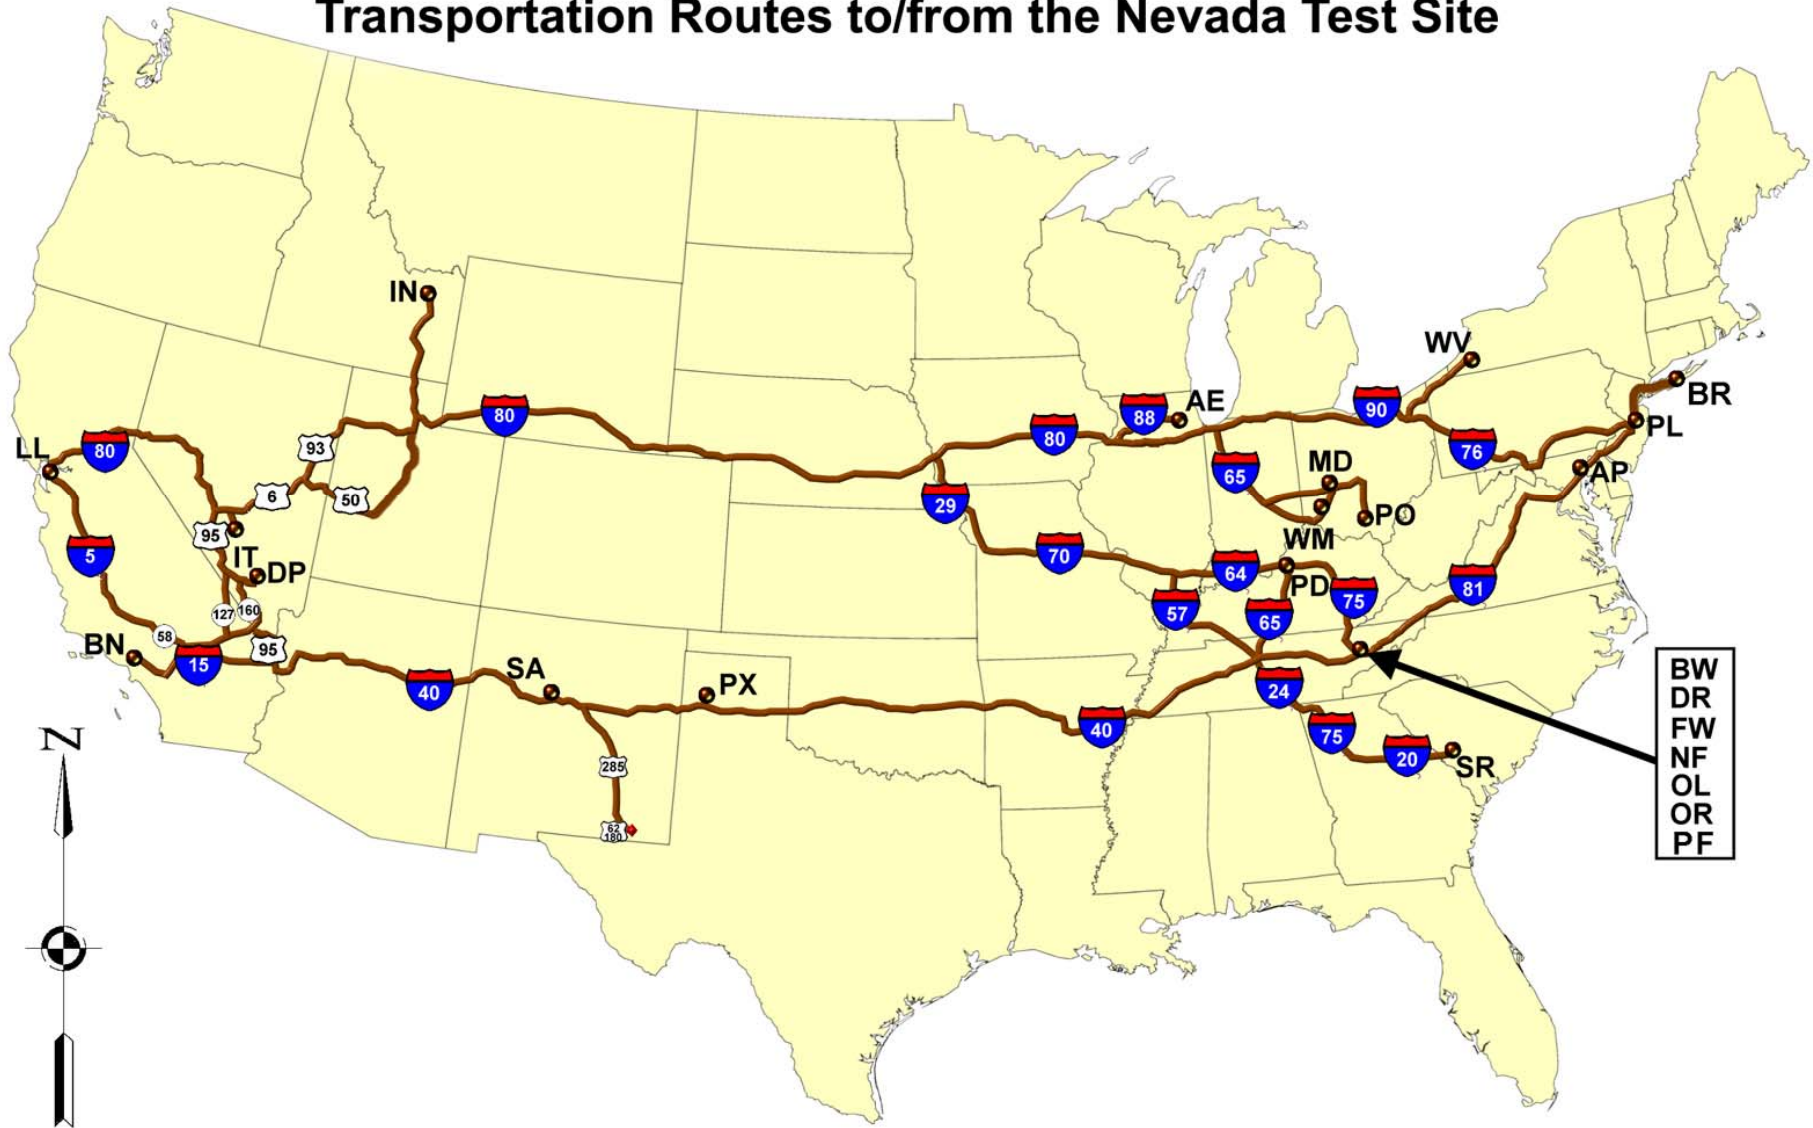 Transportation Routes to/from the Nevada Test Site
IN
WV
BR
80
88
AE
90
PL
LL
80
93
80
76
AP
6
50
65
MD
29
PO
95
IT
5
WM
70
DP
64
PD
75
81
127
160
57
65
58
BN
15
95
SA
PX
40
24
40
75
20
SR
285
62
180
BW
DR
FW
NF
OL
OR
PF
N